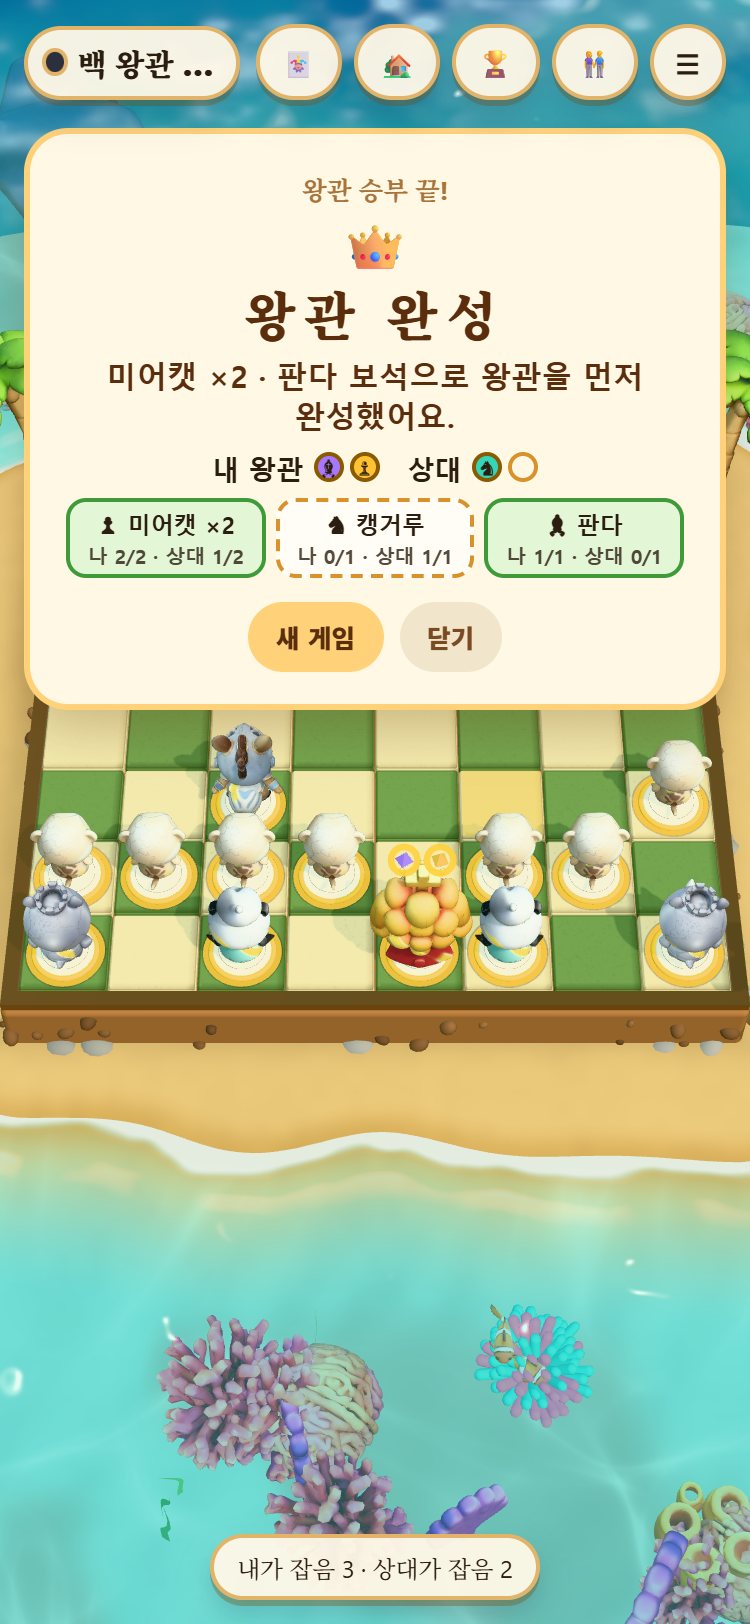 백 왕관 ...
왕관 승부 끝!
왕관 완성
미어캣 ×2 · 판다 보석으로 왕관을 먼저
완성했어요.
내 왕관 상대
미어캣 ×2 캥거루 판다
나 2/2 · 상대 1/2 나 0/1 · 상대 1/1 나 1/1 · 상대 0/1
새 게임 닫기
내가 잡음 3 · 상대가 잡음 2